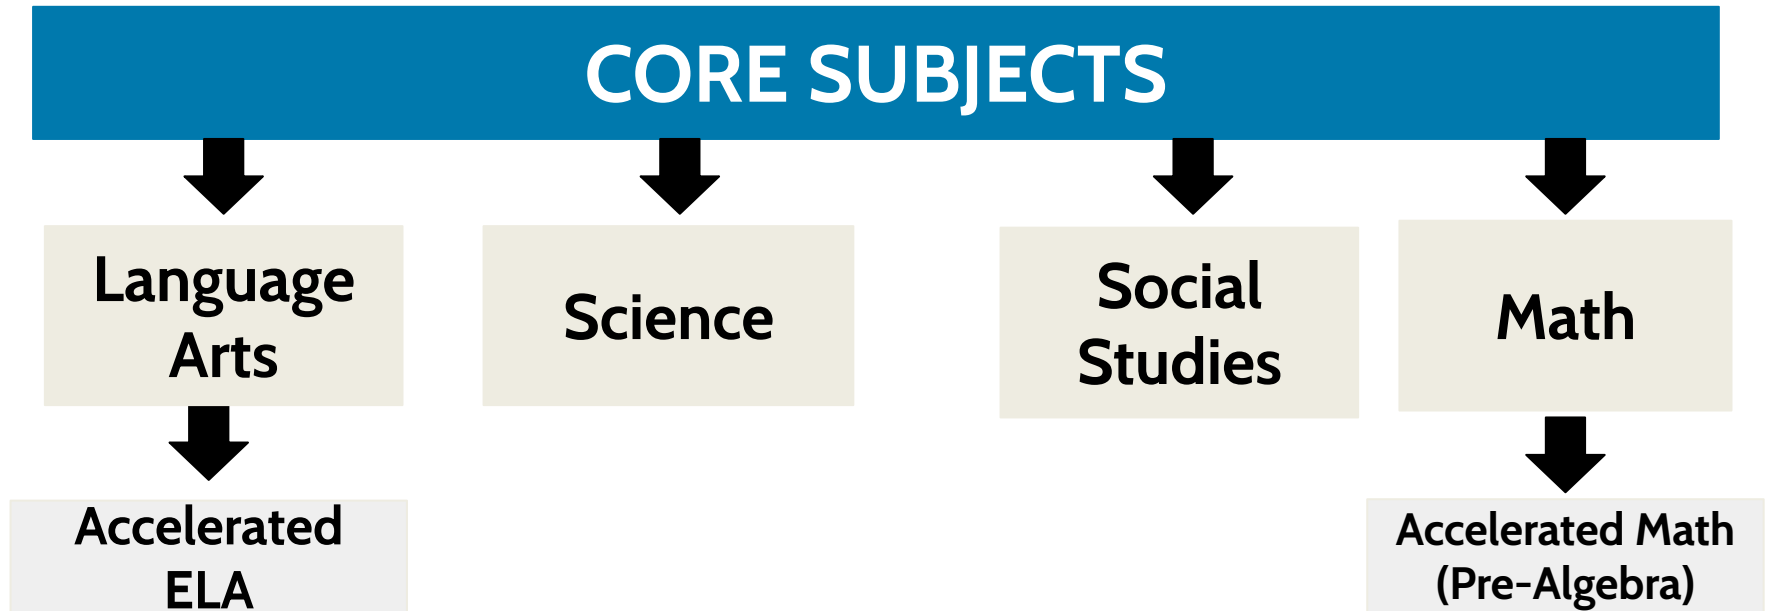 CORE SUBJECTS
Language
Arts
Science
Social
Studies
Math
Accelerated
ELA
Accelerated Math
(Pre-Algebra)